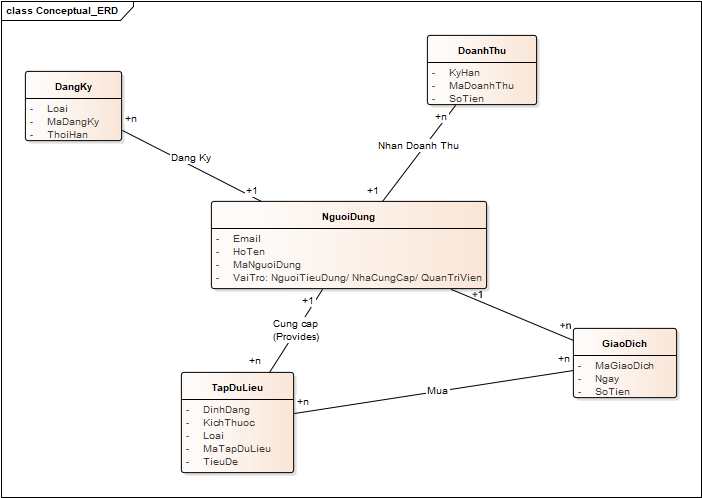 class Conceptual_ERD
DoanhThu
- KyHan
- MaDoanhThu
- SoTien
DangKy
- Loai
- MaDangKy
- ThoiHan
+n
+n
Nhan Doanh Thu
Dang Ky
+1
+1
NguoiDung
- Email
- HoTen
- MaNguoiDung
- VaiTro: NguoiTieuDung/ NhaCungCap/ QuanTriVien
+1
+1
Cung cap
(Provides)
+n
+n
+n
GiaoDich
- MaGiaoDich
- Ngay
- SoTien
TapDuLieu
- DinhDang
- KichThuoc
- Loai
- MaTapDuLieu
- TieuDe
+n
Mua